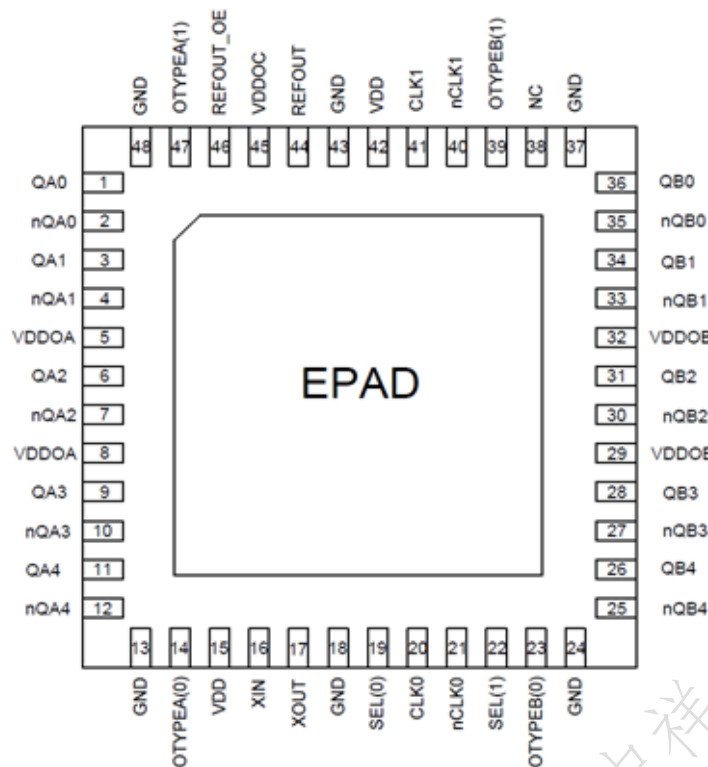 GND OTYPEA(1) REFOUT_OE VDDOC REFOUT GND VDD CLK1 nCLK1 OTYPEB(1) NC GND
48 47 46 45 44 43 42 41 40 39 38 37
QA0 1 36 QB0
nQA0 2 35 nQB0
QA1 3 34 QB1
nQA1 4 33 nQB1
VDDOA 5 32 VDDOB
QA2 6 31 QB2
EPAD
nQA2 7 30 nQB2
VDDOA 8 29 VDDOB
QA3 9 28 QB3
nQA3 10 27 nQB3
QA4 11 26 QB4
nQA4 12 25 nQB4
13 14 15 16 17 18 19 20 21 22 23 24
GND OTYPEA(0) VDD XIN XOUT GND SEL(0) CLK0 nCLK0 SEL(1) OTYPEB(0) GND
祥